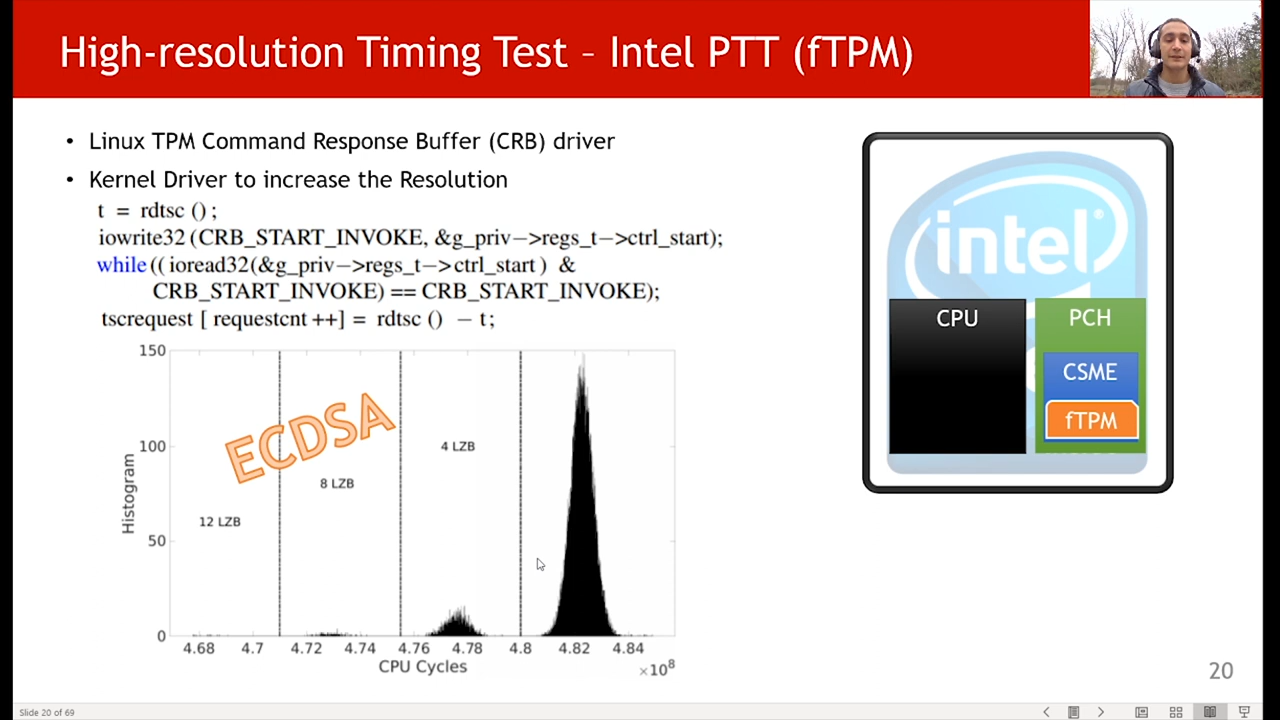 High-resolution Timing Test – Intel PTT (fTPM)
• Linux TPM Command Response Buffer (CRB) driver
• Kernel Driver to increase the Resolution
t = rdtsc ();
iowrite32 (CRB_START_INVOKE, &g_priv−>regs_t−>ctrl_start);
while (( ioread32(&g_priv−>regs_t−>ctrl_start ) &
CRB_START_INVOKE) == CRB_START_INVOKE);
tscrequest [ requestcnt ++] = rdtsc () − t;
150
100
50
0
Histogram
ECDSA
12 LZB
8 LZB
4 LZB
4.68 4.7 4.72 4.74 4.76 4.78 4.8 4.82 4.84
CPU Cycles
×10⁸
intel®
CPU
PCH
CSME
fTPM
20
Slide 20 of 69